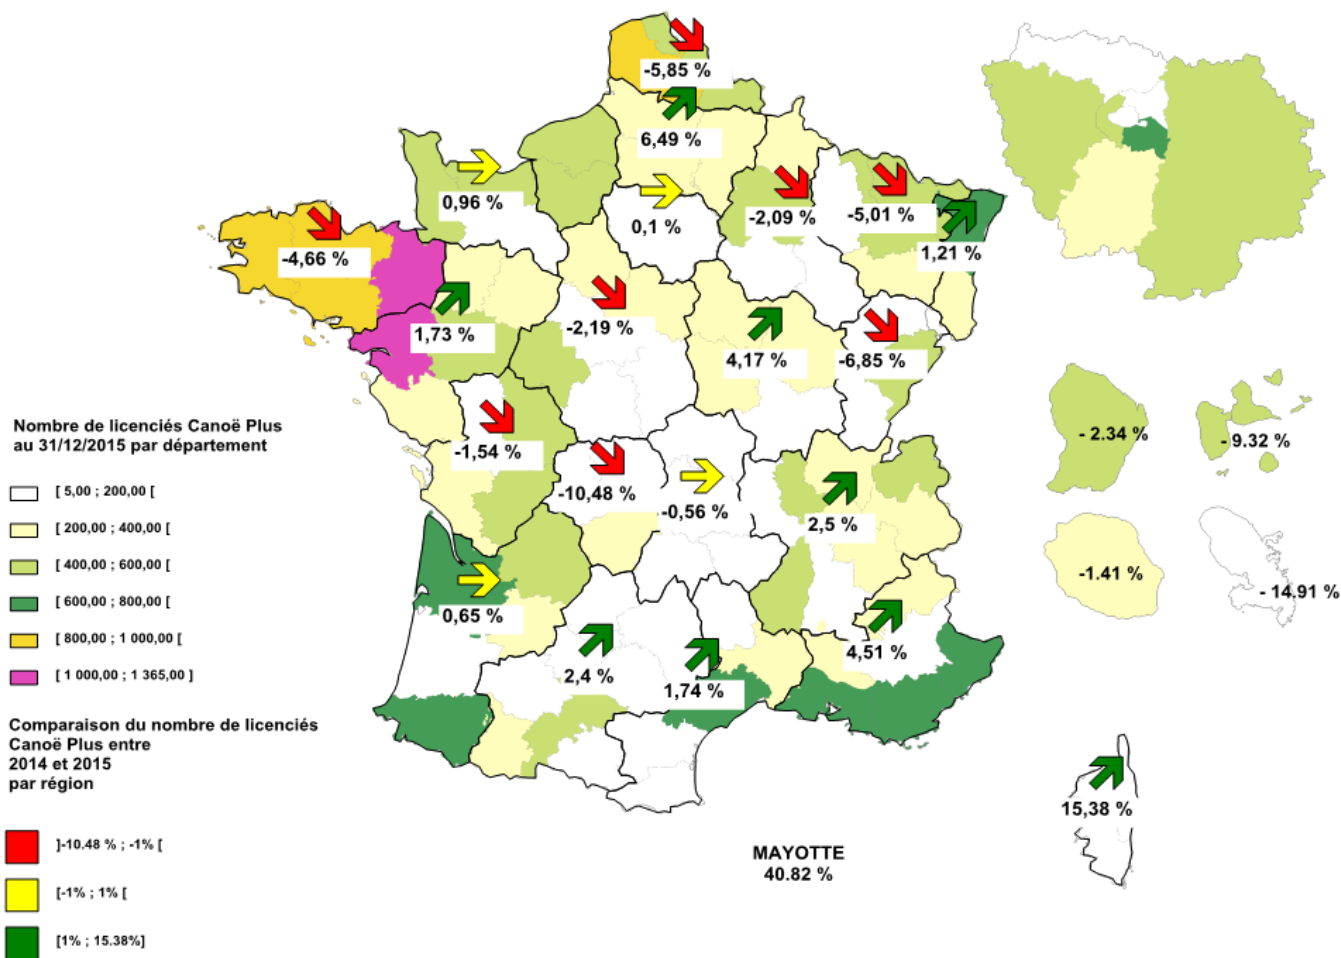 -5,85 %
6,49 %
0,96 %
0,1 %
-2,09 %
-5,01 %
1,21 %
-4,66 %
1,73 %
-2,19 %
4,17 %
-6,85 %
-1,54 %
-10,48 %
-0,56 %
2,5 %
0,65 %
2,4 %
1,74 %
4,51 %
- 2.34 %
- 9.32 %
-1.41 %
- 14.91 %
15,38 %
MAYOTTE
40.82 %
Nombre de licenciés Canoë Plus
au 31/12/2015 par département
[ 5,00 ; 200,00 [
[ 200,00 ; 400,00 [
[ 400,00 ; 600,00 [
[ 600,00 ; 800,00 [
[ 800,00 ; 1 000,00 [
[ 1 000,00 ; 1 365,00 ]
Comparaison du nombre de licenciés
Canoë Plus entre
2014 et 2015
par région
]-10.48 % ; -1% [
[-1% ; 1% [
[1% ; 15.38%]